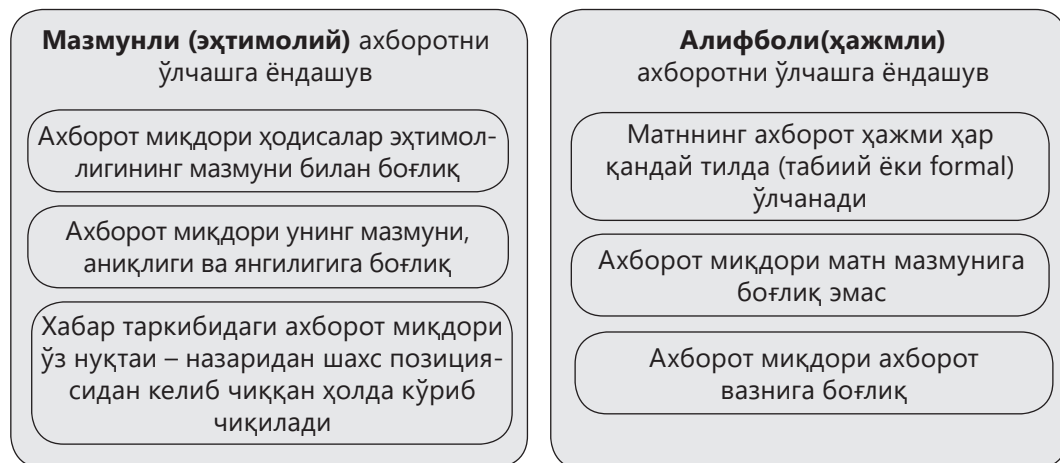 Мазмунли (эҳтимолий) ахборотни
ўлчашга ёндашув
Ахборот миқдори ҳодисалар эҳтимол-
лигининг мазмуни билан боғлиқ
Ахборот миқдори унинг мазмуни,
аниқлиги ва янгилигига боғлиқ
Хабар таркибидаги ахборот миқдори
ўз нуқтаи – назаридан шахс позиция-
сидан келиб чиққан ҳолда кўриб
чиқилади
Алифболи(ҳажмли)
ахборотни ўлчашга ёндашув
Матннинг ахборот ҳажми ҳар
қандай тилда (табиий ёки formal)
ўлчанади
Ахборот миқдори матн мазмунига
боғлиқ эмас
Ахборот миқдори ахборот
вазнига боғлиқ